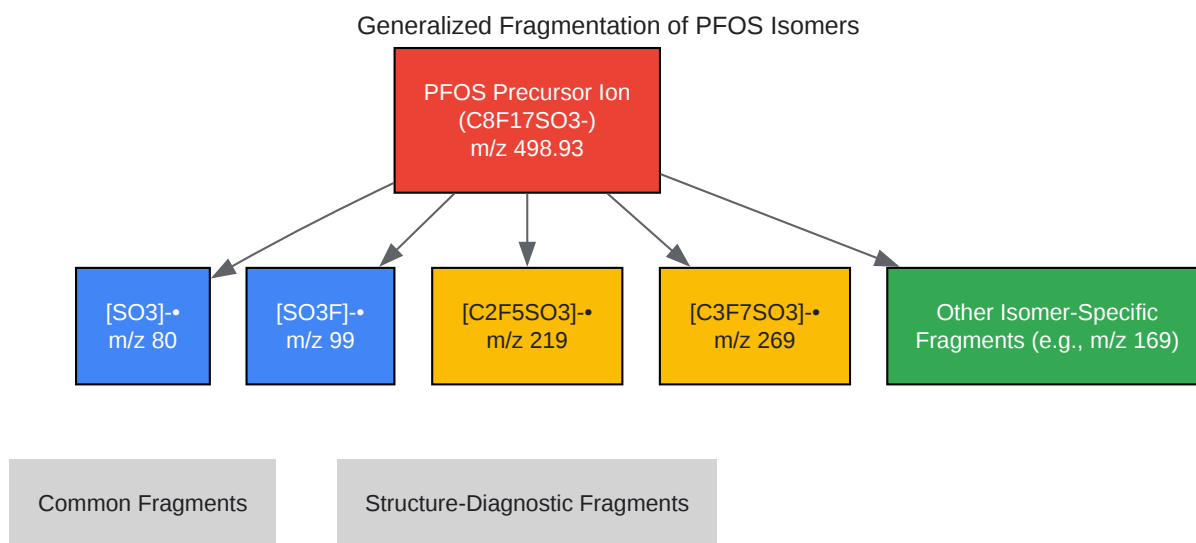 Generalized Fragmentation of PFOS Isomers
PFOS Precursor Ion
(C8F17SO3-)
m/z 498.93
[SO3]-•
m/z 80
[SO3F]-•
m/z 99
[C2F5SO3]-•
m/z 219
[C3F7SO3]-•
m/z 269
Other Isomer-Specific
Fragments (e.g., m/z 169)
Common Fragments
Structure-Diagnostic Fragments